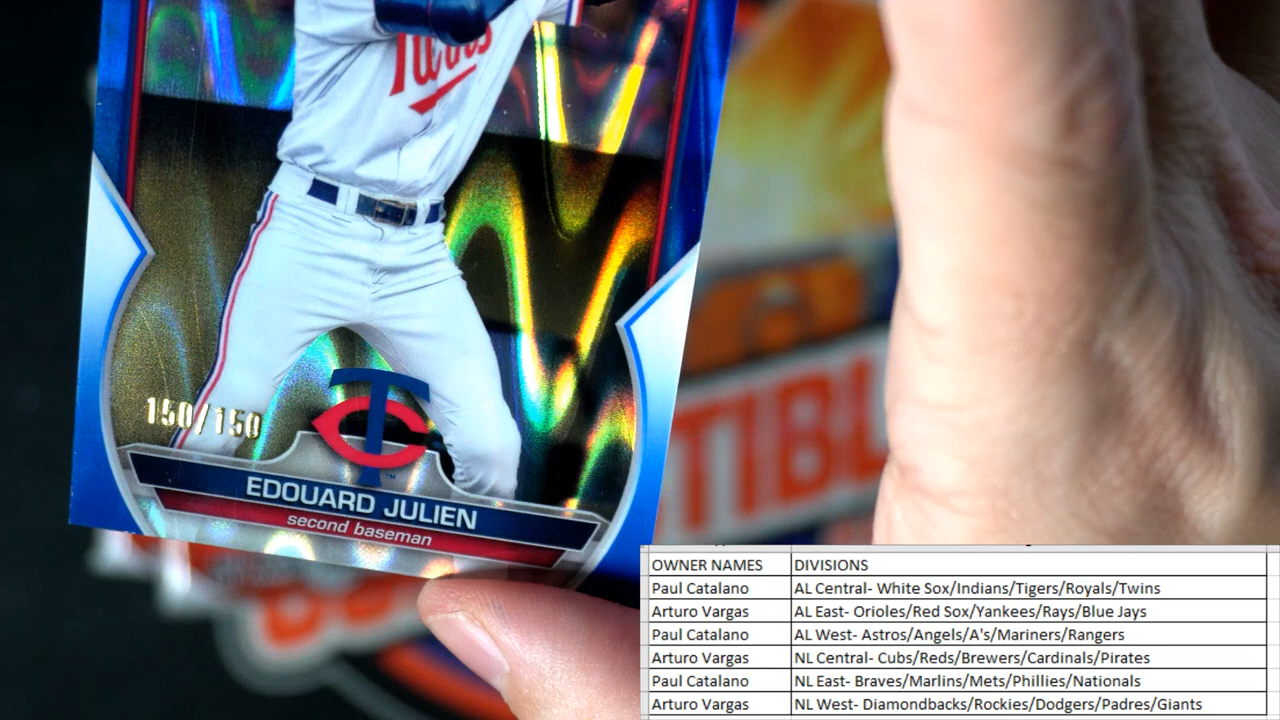 Twins
150/150
TC
™
EDOUARD JULIEN
second baseman
TIBL
OWNER NAMES DIVISIONS
Paul Catalano AL Central- White Sox/Indians/Tigers/Royals/Twins
Arturo Vargas AL East- Orioles/Red Sox/Yankees/Rays/Blue Jays
Paul Catalano AL West- Astros/Angels/A's/Mariners/Rangers
Arturo Vargas NL Central- Cubs/Reds/Brewers/Cardinals/Pirates
Paul Catalano NL East- Braves/Marlins/Mets/Phillies/Nationals
Arturo Vargas NL West- Diamondbacks/Rockies/Dodgers/Padres/Giants